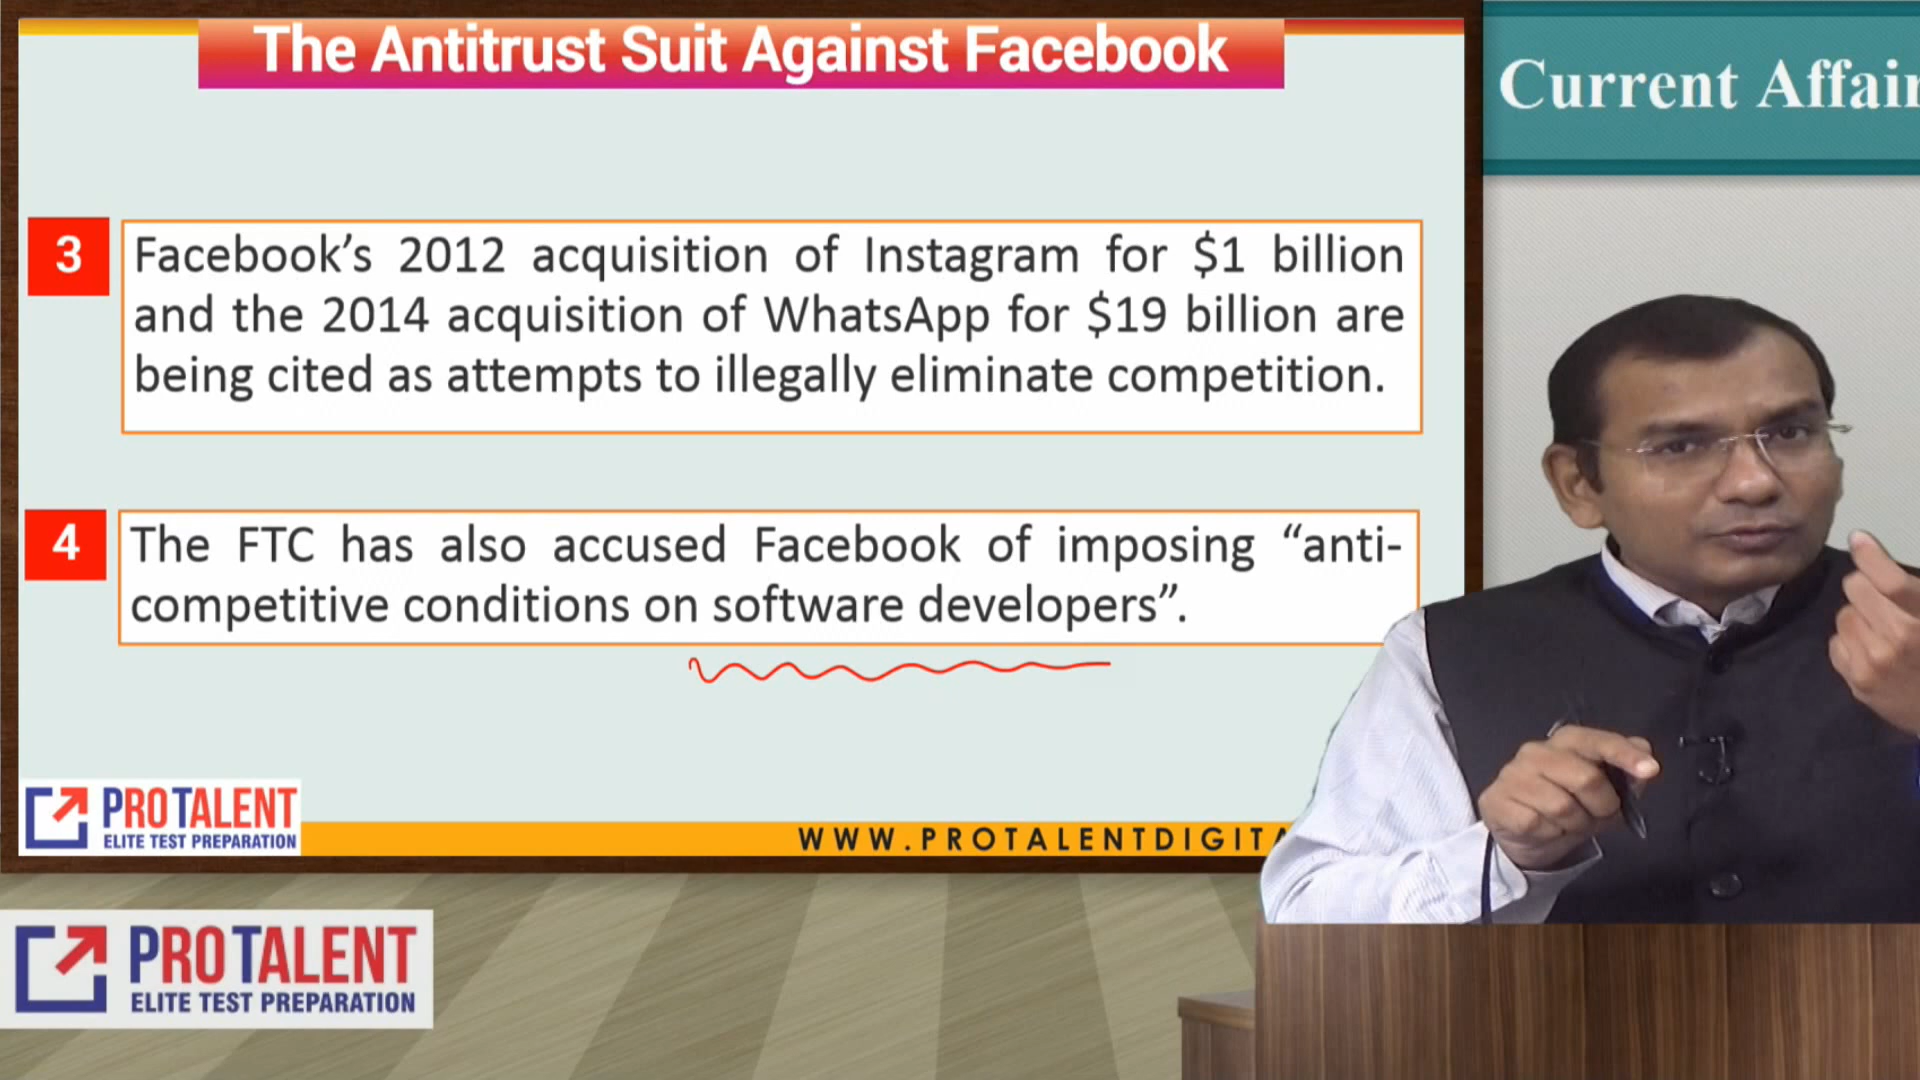 The Antitrust Suit Against Facebook
Current Affair
3
Facebook’s 2012 acquisition of Instagram for $1 billion
and the 2014 acquisition of WhatsApp for $19 billion are
being cited as attempts to illegally eliminate competition.
4
The FTC has also accused Facebook of imposing “anti-
competitive conditions on software developers”.
PROTALENT
ELITE TEST PREPARATION
WWW.PROTALENTDIGITA
PROTALENT
ELITE TEST PREPARATION